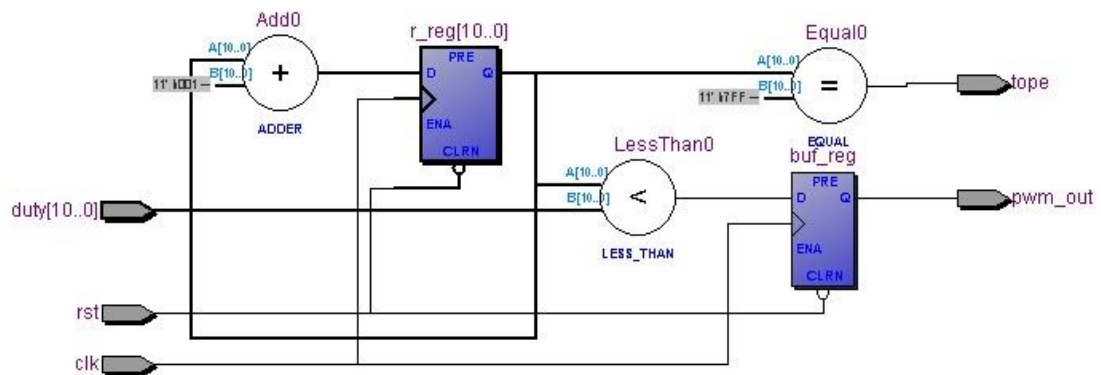 Add0
A[10..0]
B[10..0]
11' h001
+
ADDER
r_reg[10..0]
PRE
D
Q
ENA
CLRN
Equal0
A[10..0]
B[10..0]
11' h7FF
=
EQUAL
tope
LessThan0
A[10..0]
B[10..0]
<
LESS_THAN
buf_reg
PRE
D
Q
ENA
CLRN
pwm_out
duty[10..0]
rst
clk